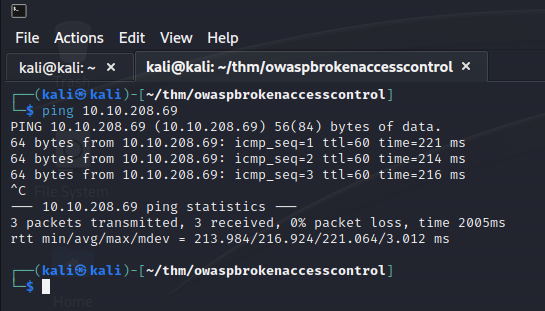 File Actions Edit View Help
kali@kali: ~ × kali@kali: ~/thm/owaspbrokenaccesscontrol ×
┌──(kali㉿kali)-[~/thm/owaspbrokenaccesscontrol]
└─$ ping 10.10.208.69
PING 10.10.208.69 (10.10.208.69) 56(84) bytes of data.
64 bytes from 10.10.208.69: icmp_seq=1 ttl=60 time=221 ms
64 bytes from 10.10.208.69: icmp_seq=2 ttl=60 time=214 ms
64 bytes from 10.10.208.69: icmp_seq=3 ttl=60 time=216 ms
File System
^C
--- 10.10.208.69 ping statistics ---
3 packets transmitted, 3 received, 0% packet loss, time 2005ms
rtt min/avg/max/mdev = 213.984/216.924/221.064/3.012 ms
┌──(kali㉿kali)-[~/thm/owaspbrokenaccesscontrol]
└─$
Home